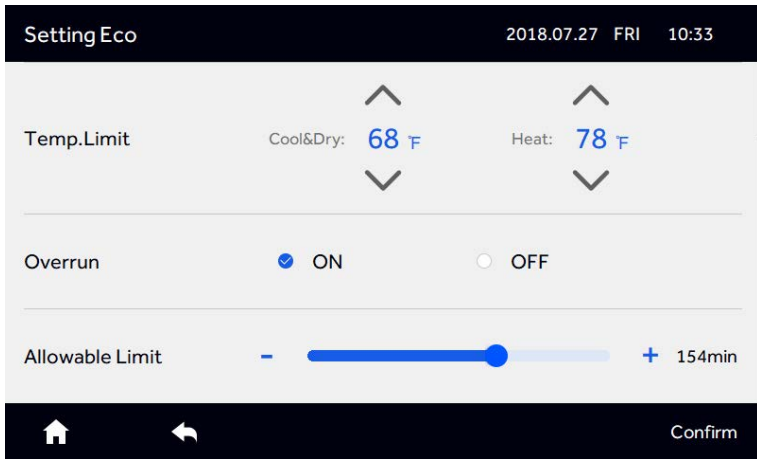 Setting Eco 2018.07.27 FRI 10:33
Temp.Limit Cool&Dry: 68 °F Heat: 78 °F
Overrun ON OFF
Allowable Limit - + 154min
Confirm